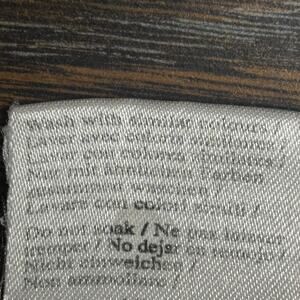 Wash with similar colours /
Laver avec coloris similaires /
Lavar con colores similares /
Nur mit ähnlichen Farben
zusammen waschen /
Lavare con colori simili /
Do not soak / Ne pas laisser
tremper / No dejar en remojo /
Nicht einweichen /
Non ammollare /